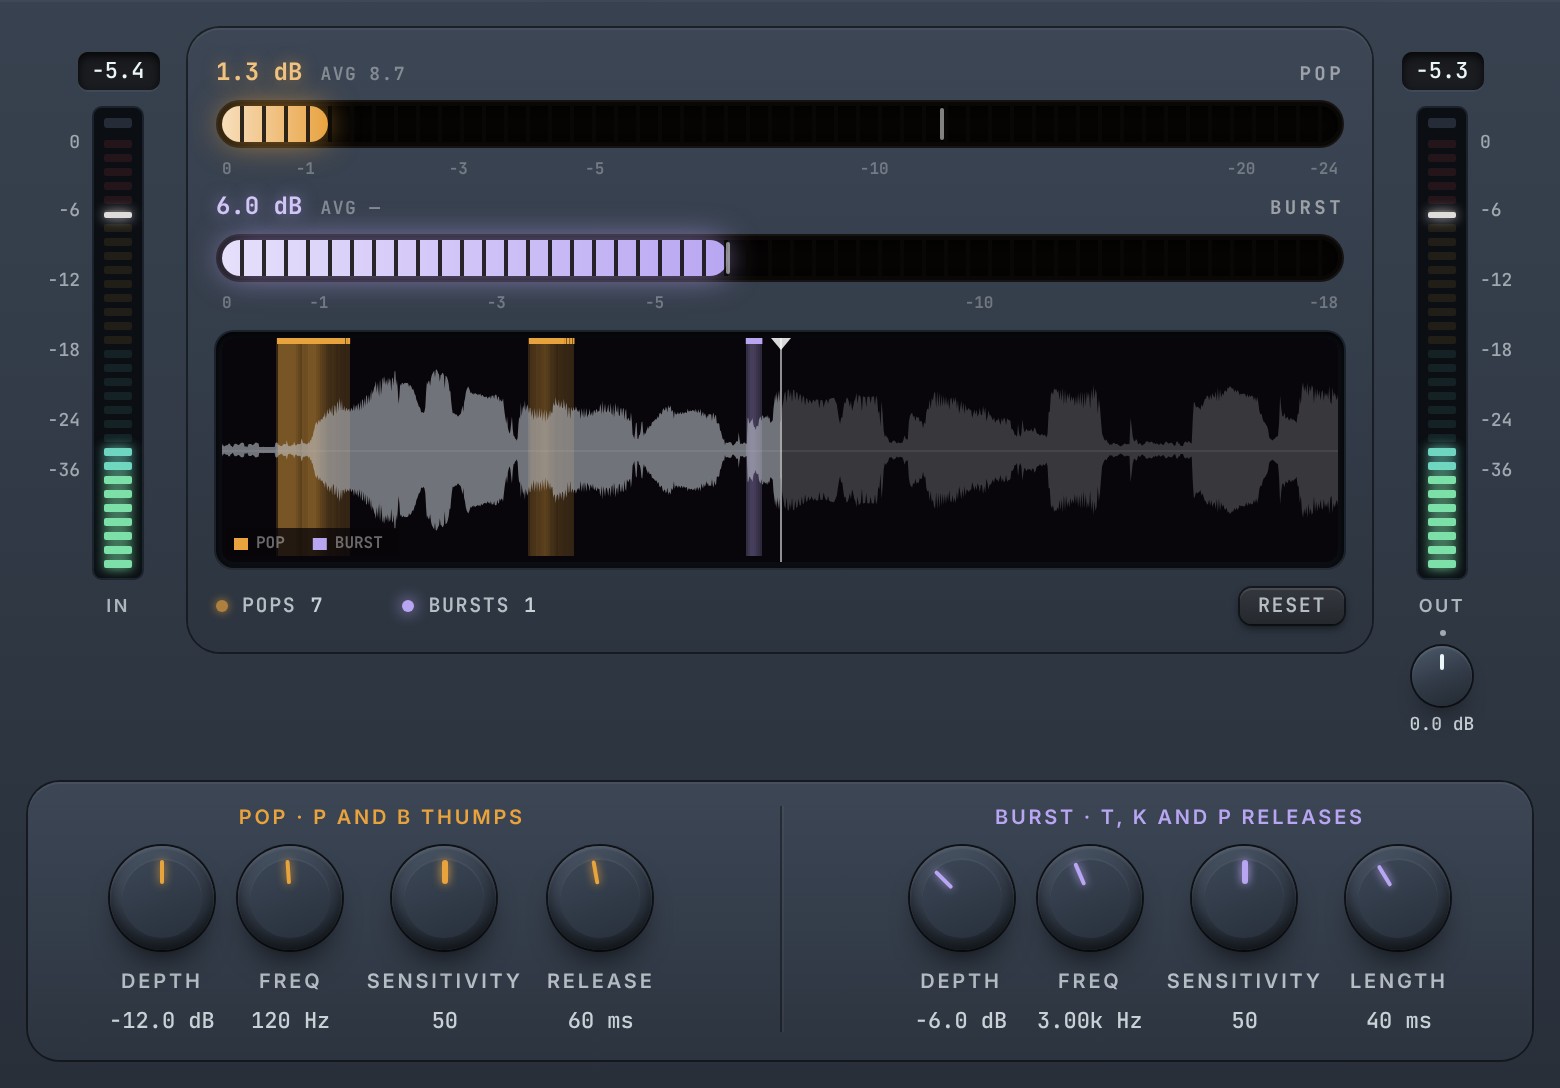 -5.4
1.3 dB AVG 8.7 POP
0 -1 -3 -5 -10 -20 -24
6.0 dB AVG — BURST
0 -1 -3 -5 -10 -18
POP BURST
POPS 7 BURSTS 1 RESET
0
-6
-12
-18
-24
-36
IN
-5.3
0
-6
-12
-18
-24
-36
OUT
0.0 dB
POP · P AND B THUMPS
DEPTH FREQ SENSITIVITY RELEASE
-12.0 dB 120 Hz 50 60 ms
BURST · T, K AND P RELEASES
DEPTH FREQ SENSITIVITY LENGTH
-6.0 dB 3.00k Hz 50 40 ms